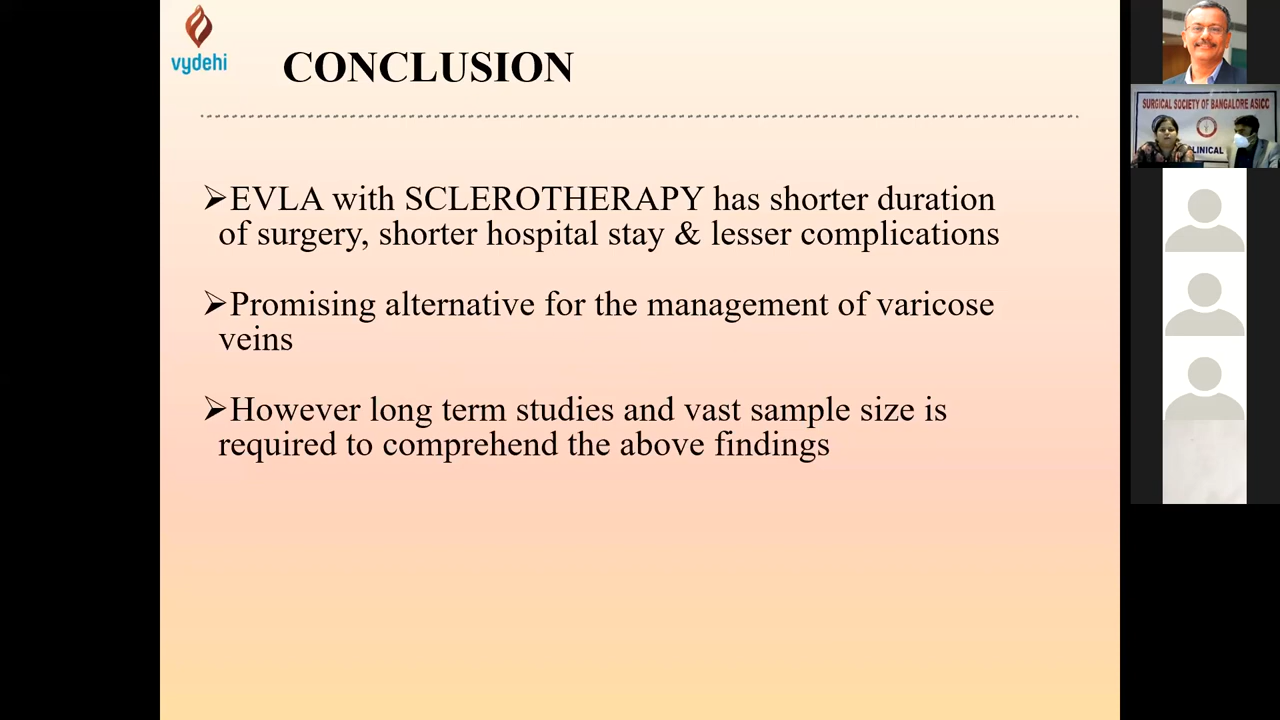 vydehi
CONCLUSION
➢EVLA with SCLEROTHERAPY has shorter duration
of surgery, shorter hospital stay & lesser complications
➢Promising alternative for the management of varicose
veins
➢However long term studies and vast sample size is
required to comprehend the above findings
SURGICAL SOCIETY OF BANGALORE ASICC
CLINICAL